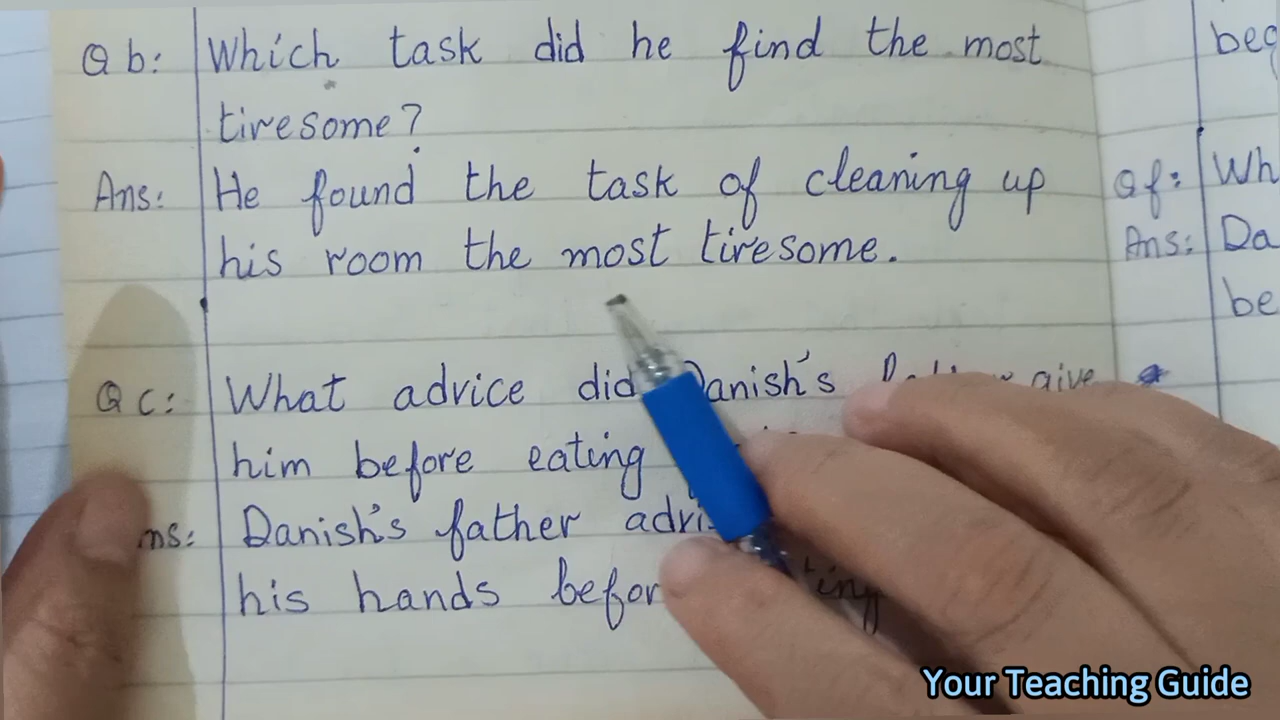 Q b: Which task did he find the most
tiresome?
Ans: He found the task of cleaning up
his room the most tiresome.
Q c: What advice did Danish's give
him before eating
ns: Danish's father
his hands
beg
Q f: Wh
Ans: Da
be
Your Teaching Guide